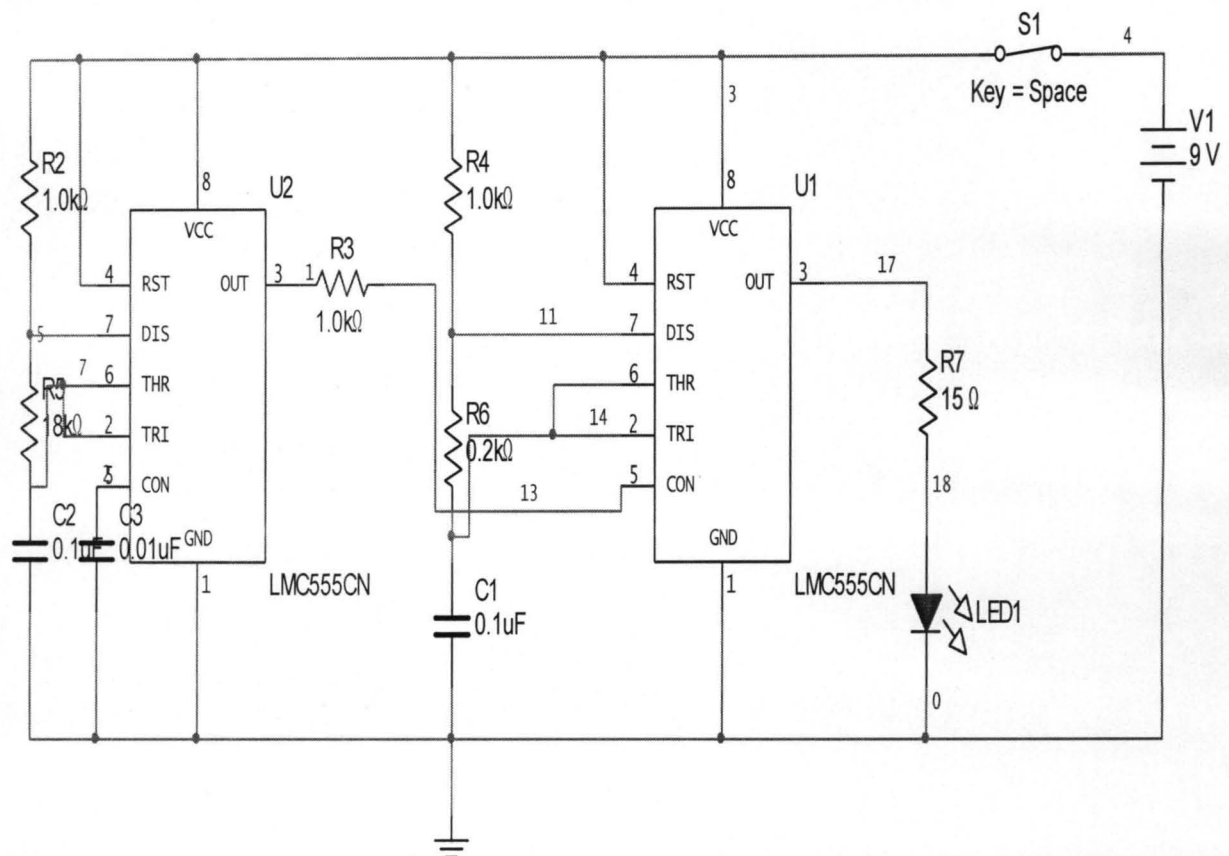 S1
4
Key = Space
3
V1
9 V
R2
1.0kΩ
8
U2
R4
1.0kΩ
8
U1
VCC
VCC
R3
4
RST
OUT
3
1
1.0kΩ
4
RST
OUT
3
17
5
7
DIS
11
7
DIS
7
6
THR
6
THR
R7
15 Ω
R5
18kΩ
2
TRI
R6
0.2kΩ
14
2
TRI
CON
13
5
CON
18
C2
0.1uF
C3
0.01uF
GND
GND
1
LMC555CN
C1
0.1uF
1
LMC555CN
LED1
0